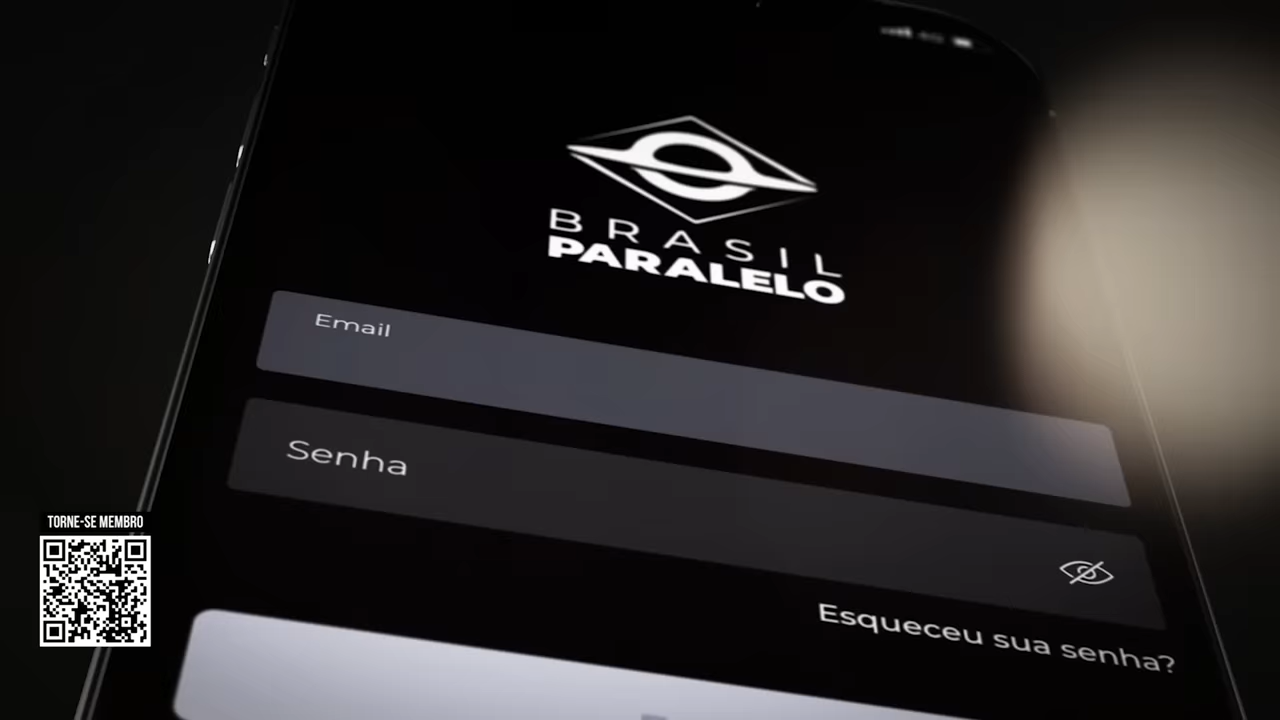 BRASIL
PARALELO
Email
Senha
Esqueceu sua senha?
TORNE-SE MEMBRO